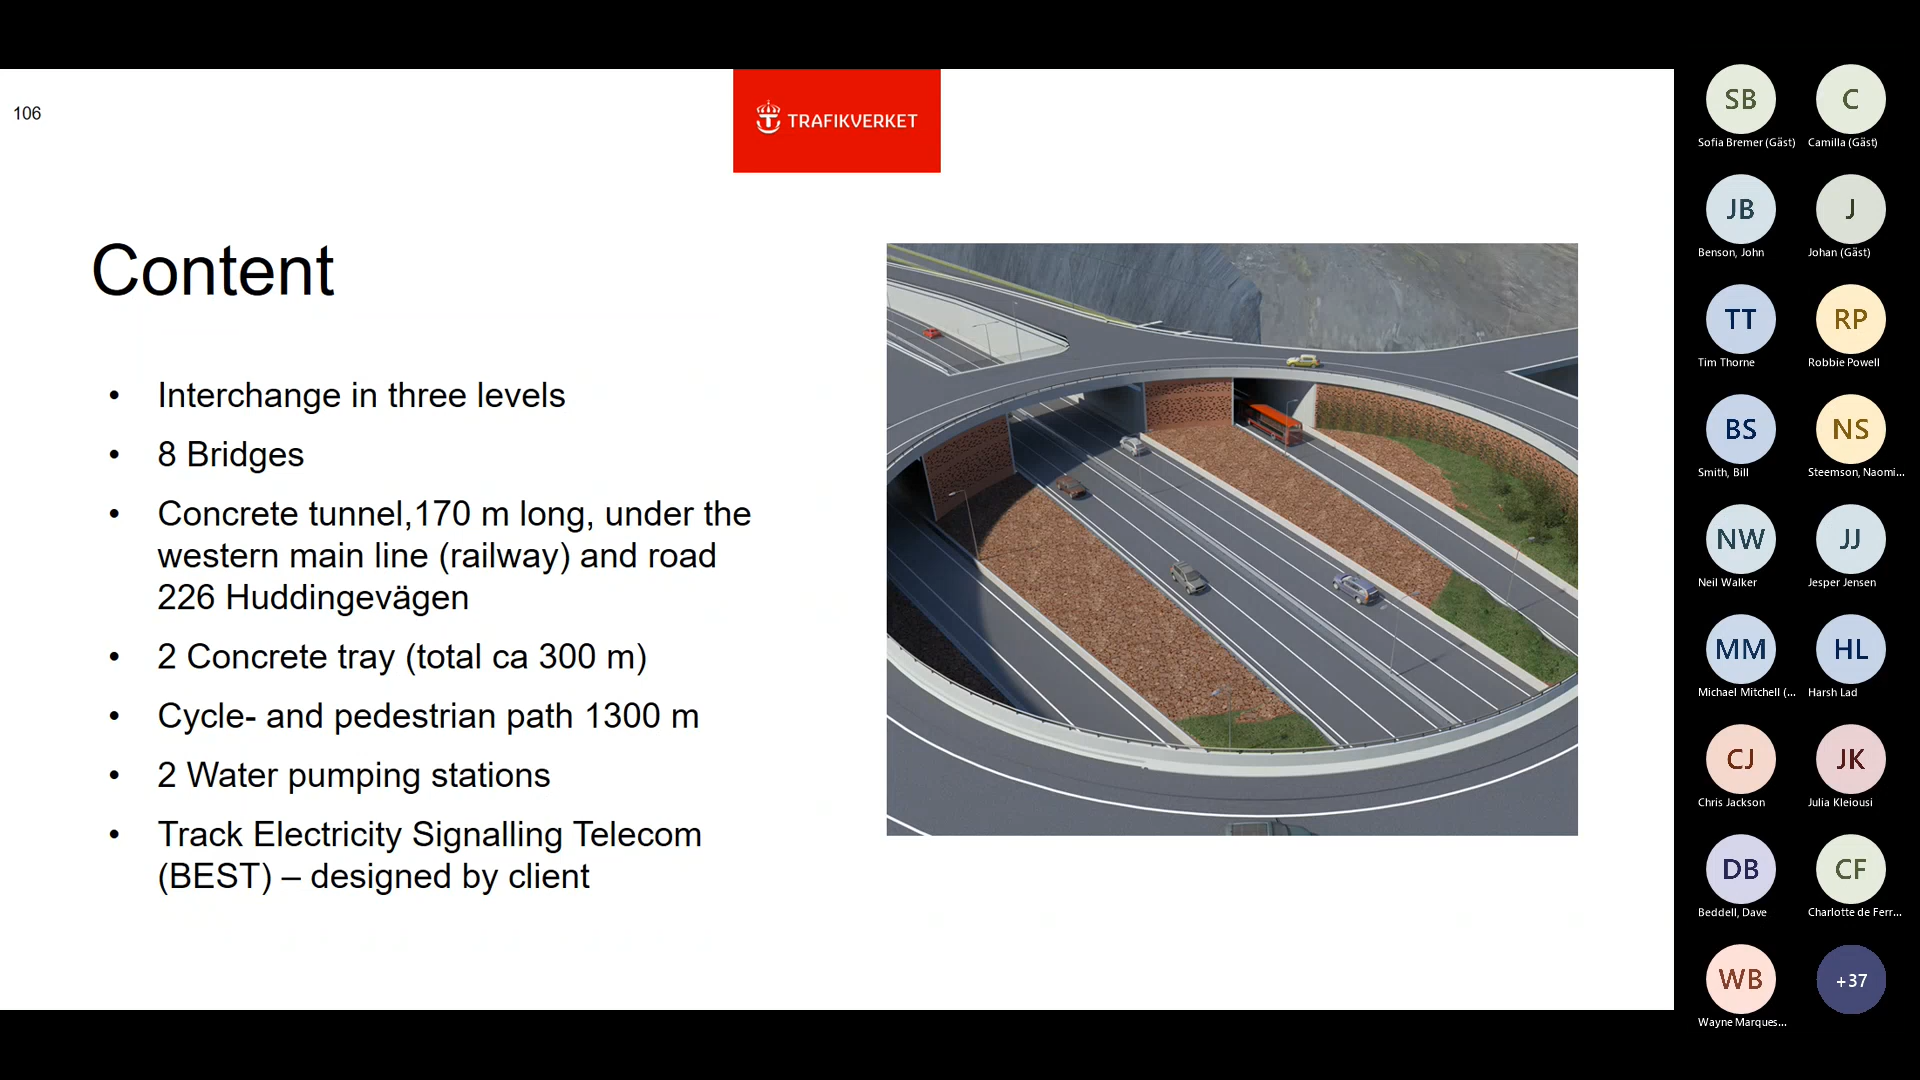 106
TRAFIKVERKET
Content
• Interchange in three levels
• 8 Bridges
• Concrete tunnel,170 m long, under the
western main line (railway) and road
226 Huddingevägen
• 2 Concrete tray (total ca 300 m)
• Cycle- and pedestrian path 1300 m
• 2 Water pumping stations
• Track Electricity Signalling Telecom
(BEST) – designed by client
SB
Sofia Bremer (Gäst)
C
Camilla (Gäst)
JB
Benson, John
J
Johan (Gäst)
TT
Tim Thorne
RP
Robbie Powell
BS
Smith, Bill
NS
Steemson, Naomi...
NW
Neil Walker
JJ
Jesper Jensen
MM
Michael Mitchell (...
HL
Harsh Lad
CJ
Chris Jackson
JK
Julia Kleiousi
DB
Beddell, Dave
CF
Charlotte de Ferr...
WB
Wayne Marques...
+37